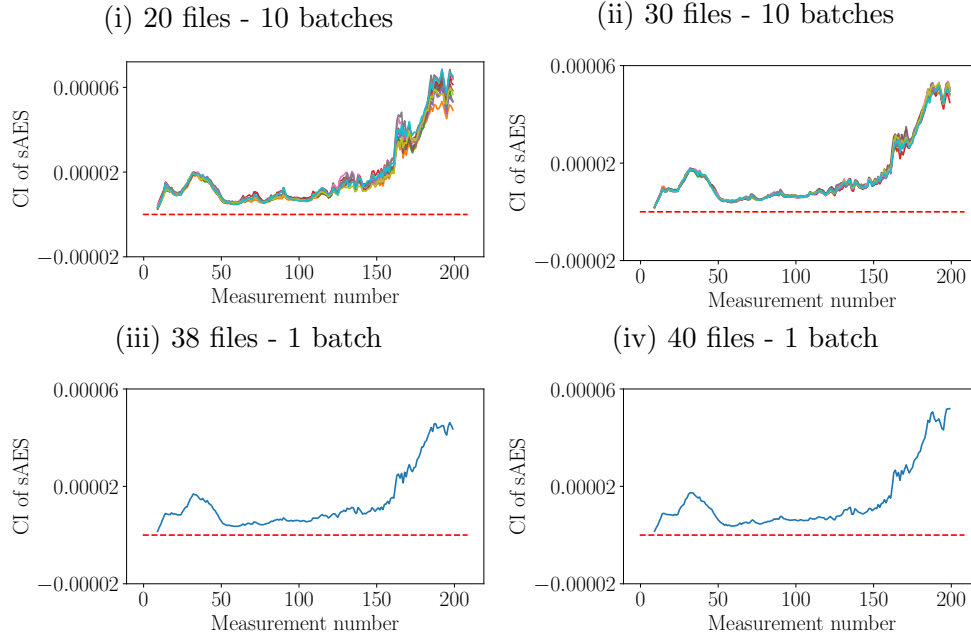 (i) 20 files - 10 batches
CI of sAES
0.00006
0.00002
−0.00002
0 50 100 150 200
Measurement number
(ii) 30 files - 10 batches
CI of sAES
0.00006
0.00002
−0.00002
0 50 100 150 200
Measurement number
(iii) 38 files - 1 batch
CI of sAES
0.00006
0.00002
−0.00002
0 50 100 150 200
Measurement number
(iv) 40 files - 1 batch
CI of sAES
0.00006
0.00002
−0.00002
0 50 100 150 200
Measurement number